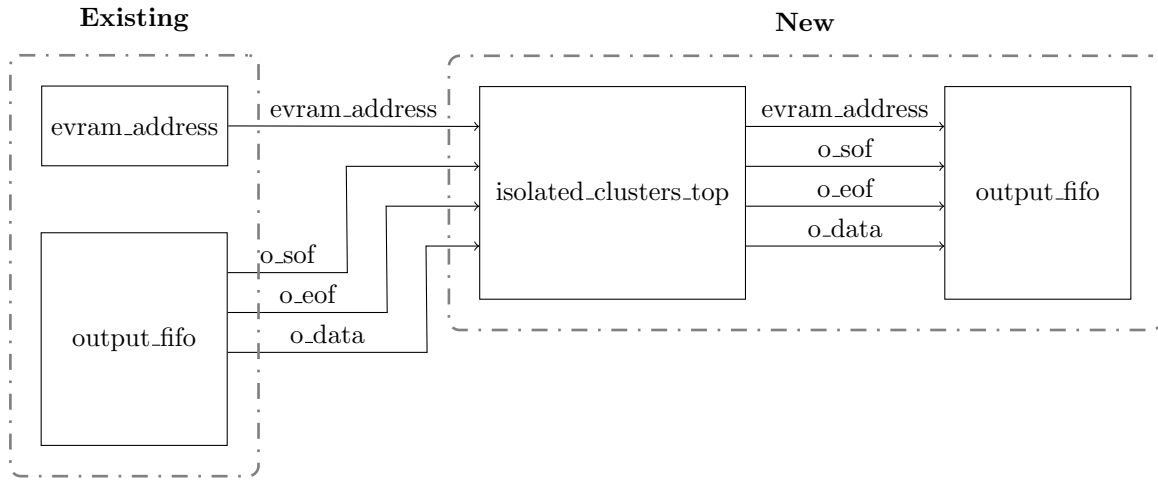 Existing
New
evram_address
evram_address
o_sof
o_eof
o_data
output_fifo
isolated_clusters_top
evram_address
o_sof
o_eof
o_data
output_fifo